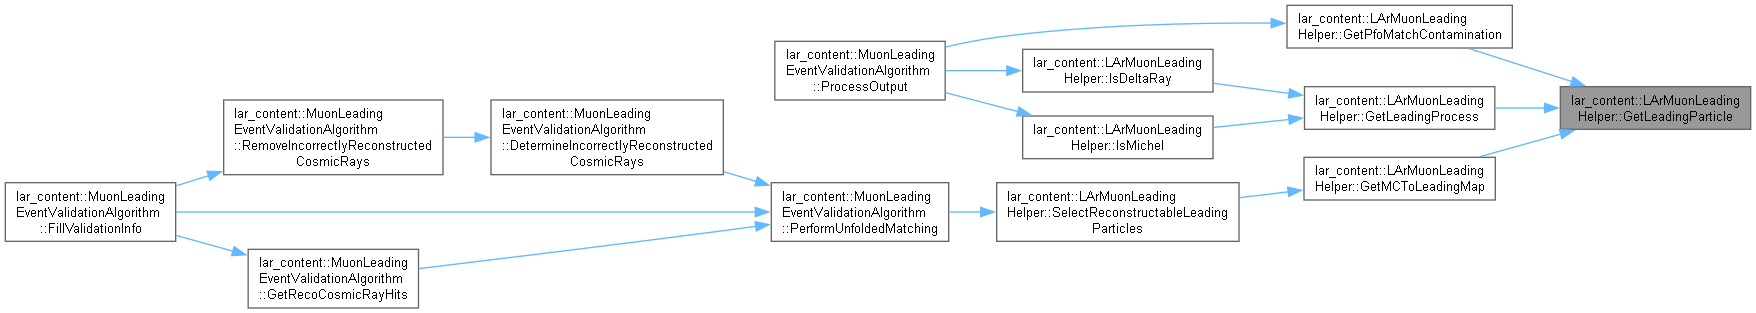 lar_content::MuonLeading
EventValidationAlgorithm
::FillValidationInfo
lar_content::MuonLeading
EventValidationAlgorithm
::RemoveIncorrectlyReconstructed
CosmicRays
lar_content::MuonLeading
EventValidationAlgorithm
::GetRecoCosmicRayHits
lar_content::MuonLeading
EventValidationAlgorithm
::DetermineIncorrectlyReconstructed
CosmicRays
lar_content::MuonLeading
EventValidationAlgorithm
::ProcessOutput
lar_content::MuonLeading
EventValidationAlgorithm
::PerformUnfoldedMatching
lar_content::LArMuonLeading
Helper::IsDeltaRay
lar_content::LArMuonLeading
Helper::IsMichel
lar_content::LArMuonLeading
Helper::SelectReconstructableLeading
Particles
lar_content::LArMuonLeading
Helper::GetPfoMatchContamination
lar_content::LArMuonLeading
Helper::GetLeadingProcess
lar_content::LArMuonLeading
Helper::GetMCToLeadingMap
lar_content::LArMuonLeading
Helper::GetLeadingParticle